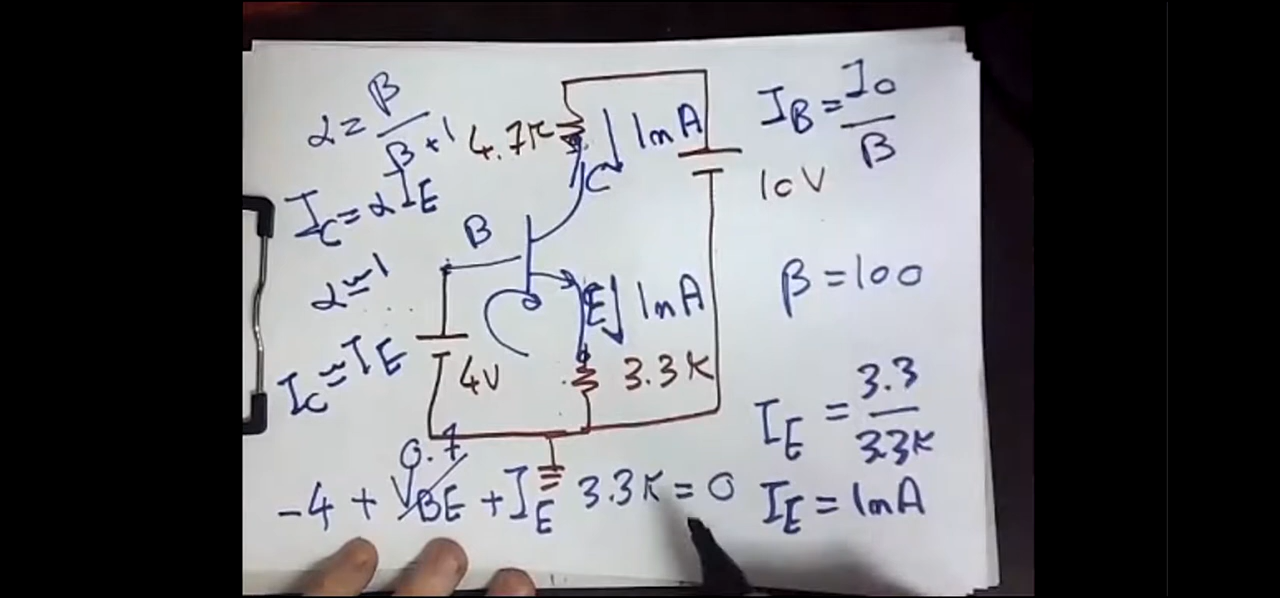 α = β / β + 1
I_C = α I_E
α ≃ 1
I_C ≃ I_E
4.7K
1mA
C
B
E
1mA
4V
3.3K
10V
I_B = I_C / β
β = 100
I_E = 3.3 / 3.3K
I_E = 1mA
0.7
-4 + V_BE + I_E 3.3K = 0